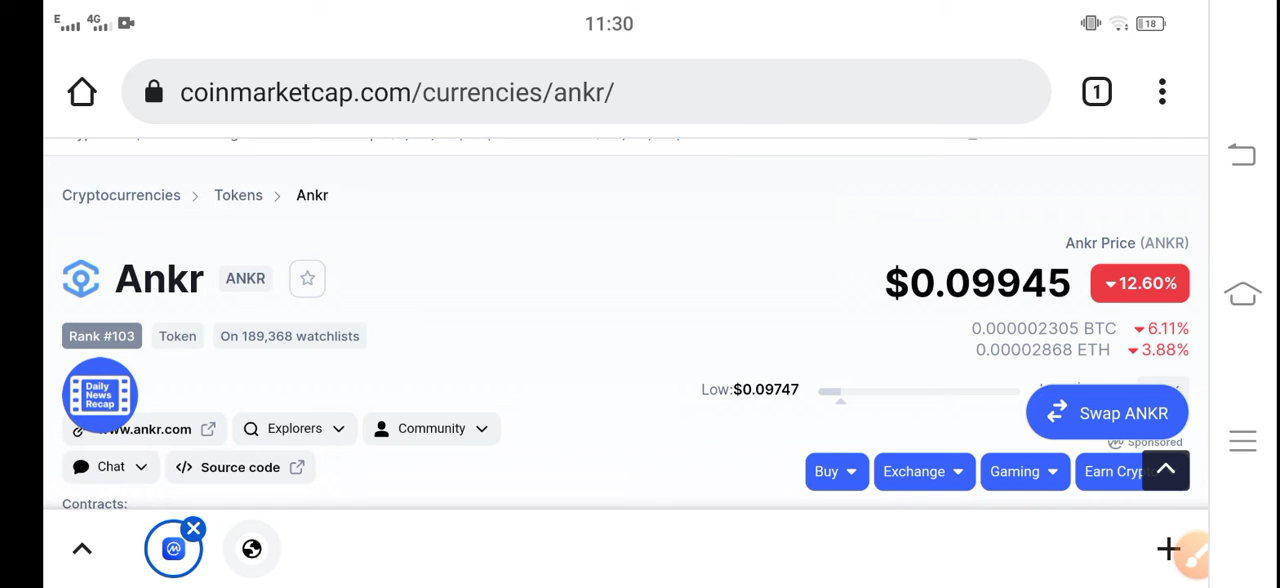 E 4G 11:30 18
coinmarketcap.com/currencies/ankr/ 1
Cryptocurrencies > Tokens > Ankr
Ankr Price (ANKR)
Ankr ANKR $0.09945 12.60%
0.000002305 BTC 6.11%
Rank #103 Token On 189,368 watchlists
0.00002868 ETH 3.88%
Daily
News
Recap
Low:$0.09747
Swap ANKR
www.ankr.com Explorers Community
Sponsored
Chat Source code
Buy Exchange Gaming Earn Cryp
Contracts: